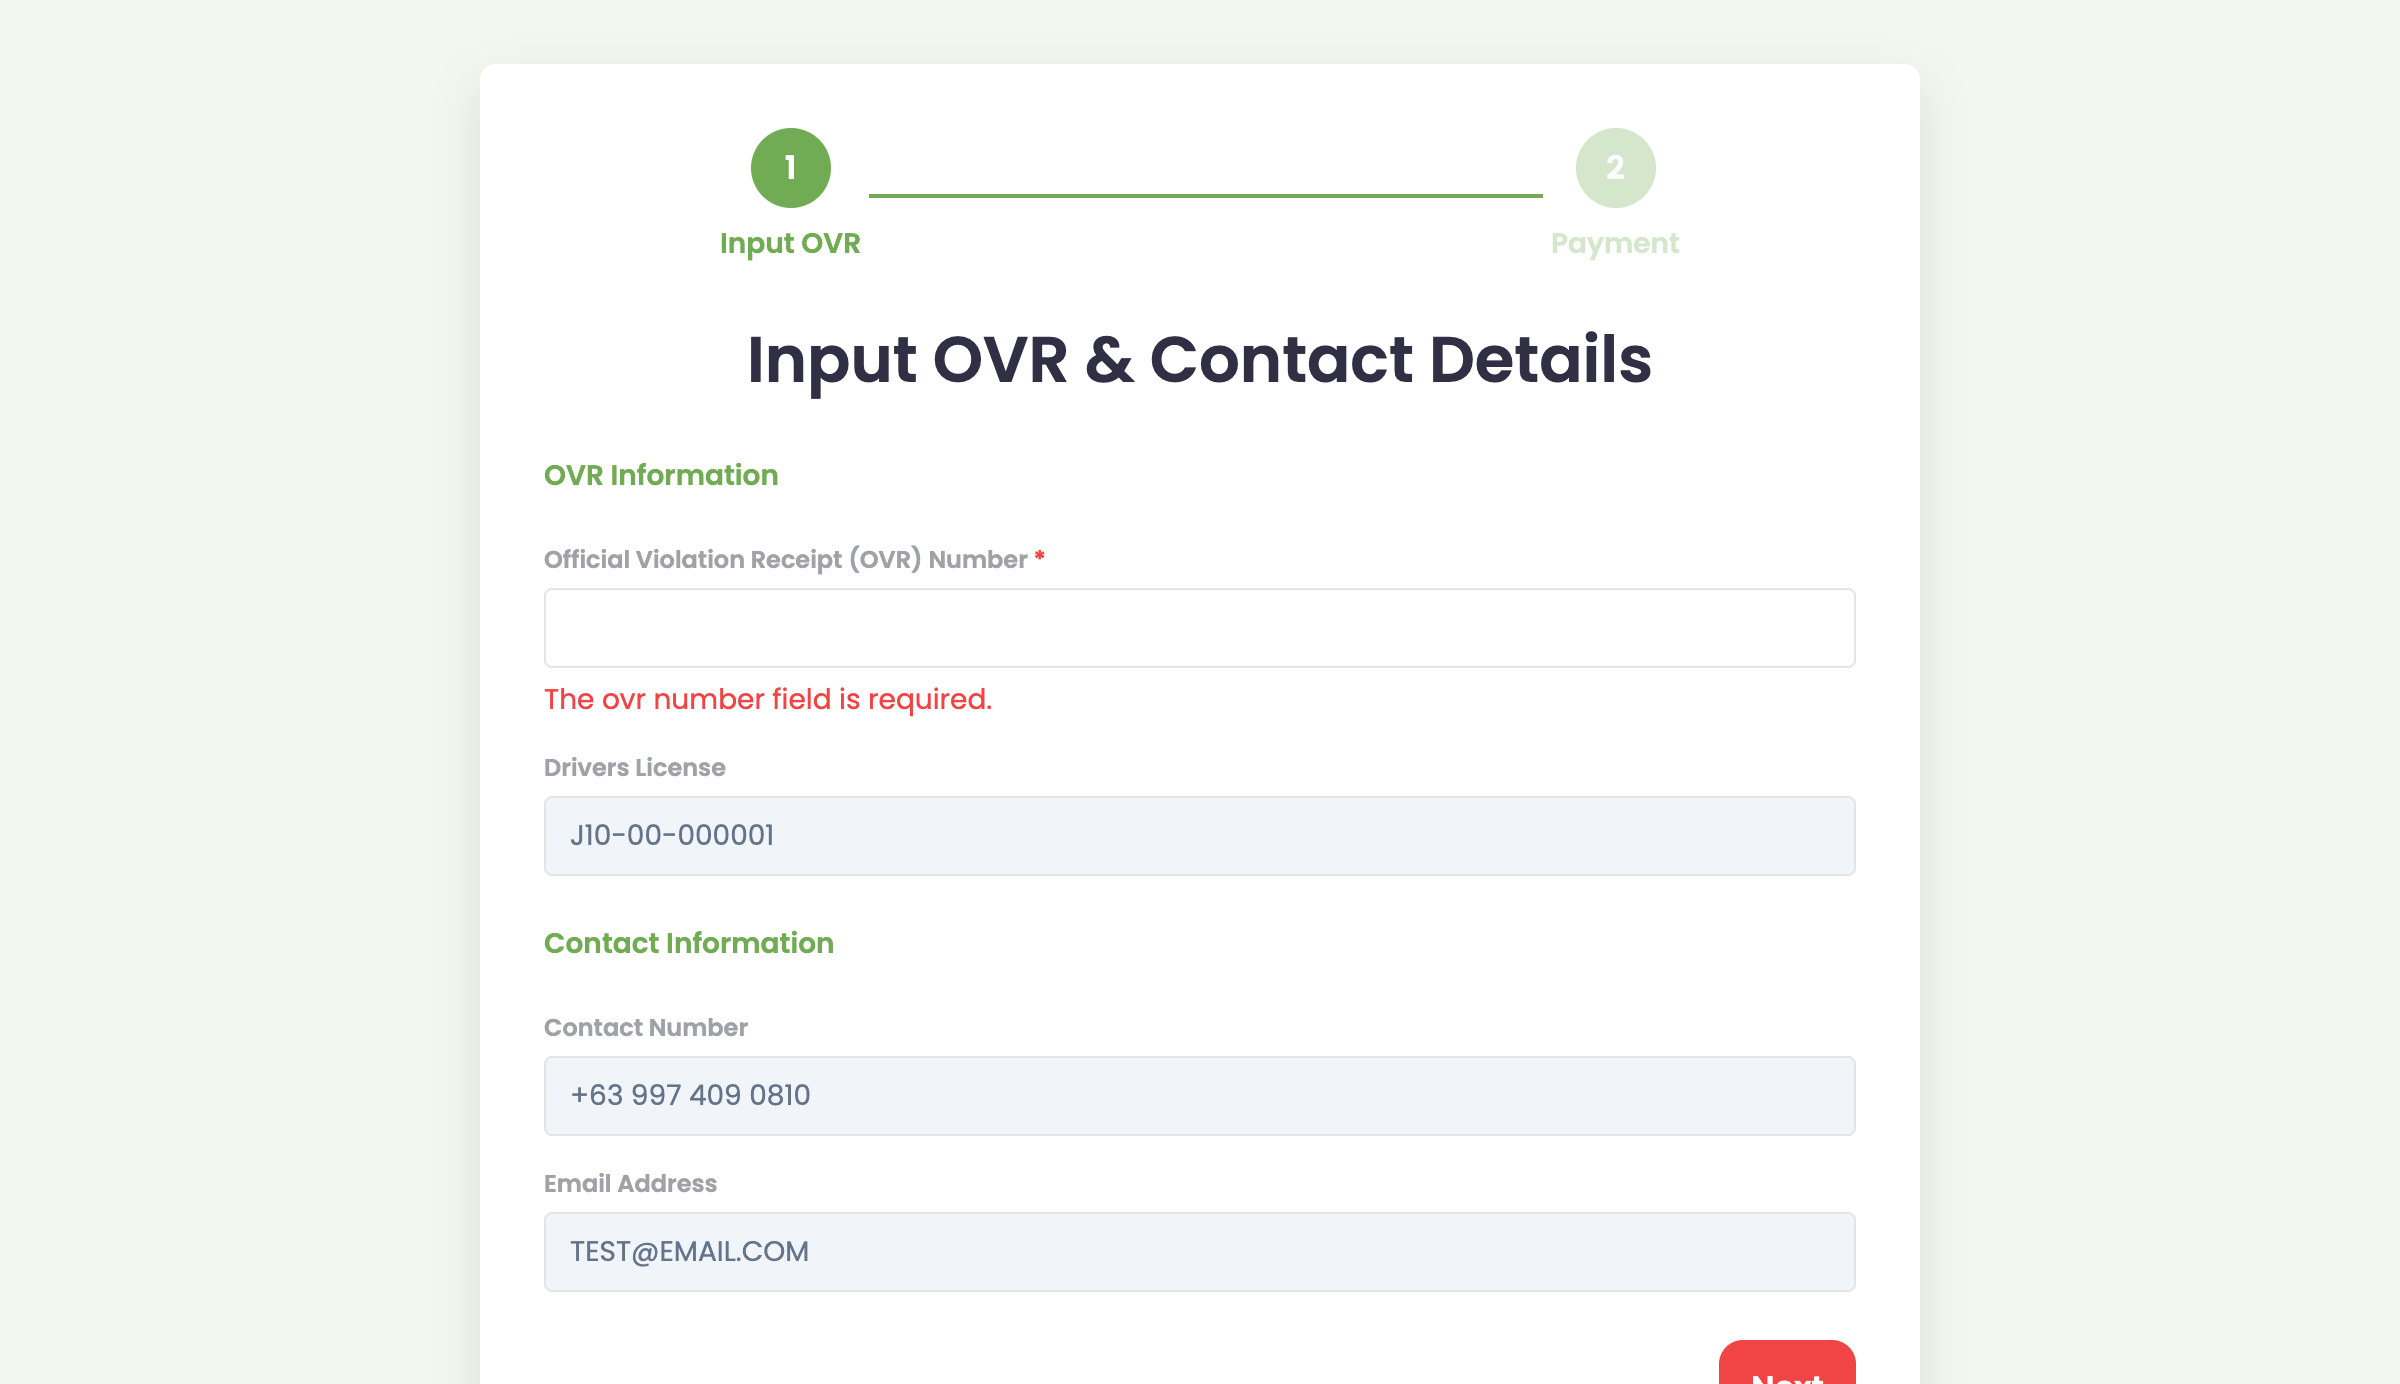 1
2
Input OVR
Payment
Input OVR & Contact Details
OVR Information
Official Violation Receipt (OVR) Number *
The ovr number field is required.
Drivers License
J10-00-000001
Contact Information
Contact Number
+63 997 409 0810
Email Address
TEST@EMAIL.COM
Next